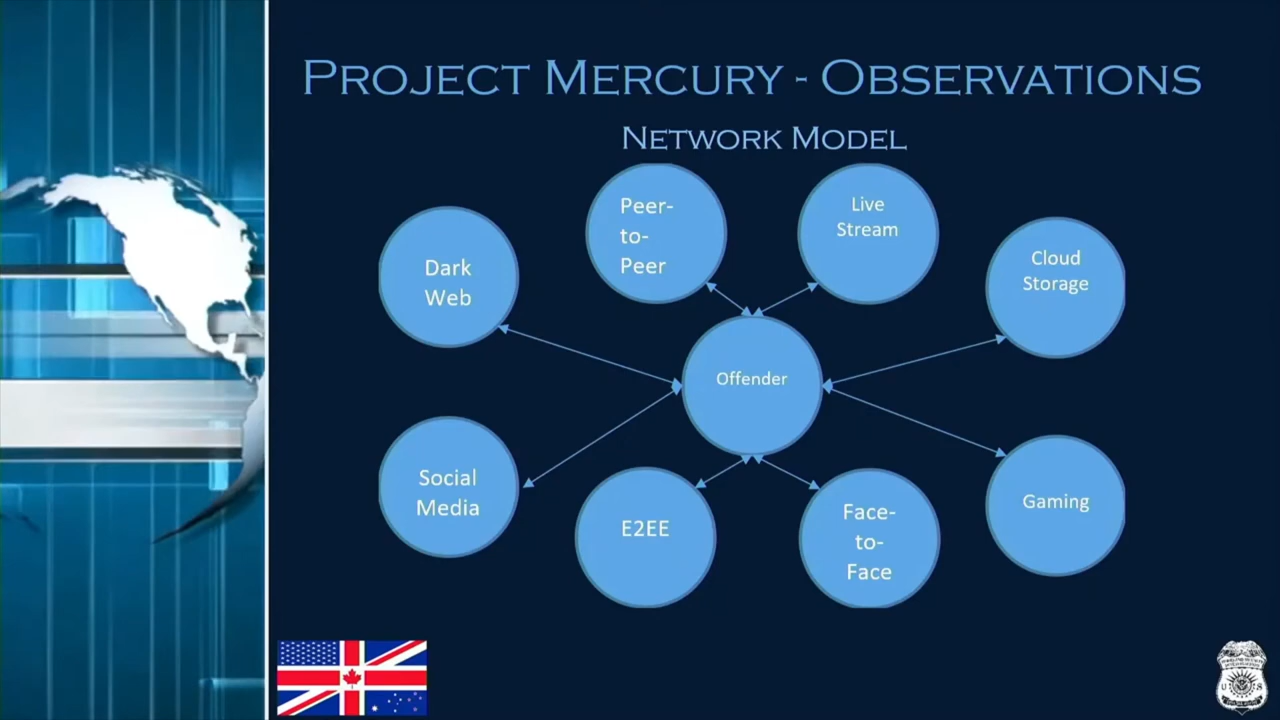 PROJECT MERCURY - OBSERVATIONS
NETWORK MODEL
Peer-
to-
Peer
Live
Stream
Dark
Web
Cloud
Storage
Offender
Social
Media
E2EE
Face-
to-
Face
Gaming
U S